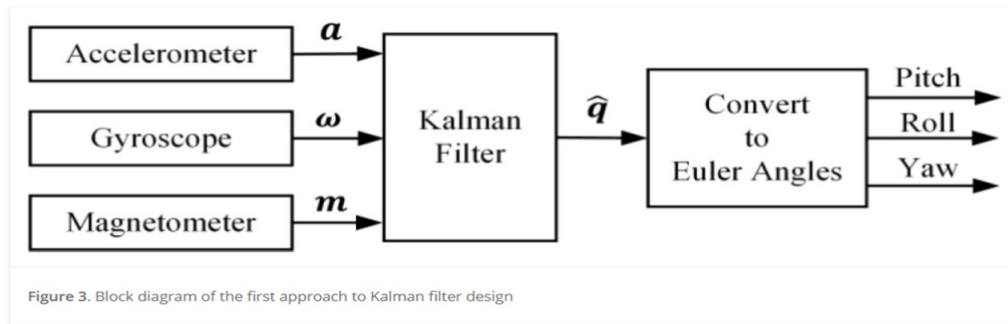 Accelerometer
a
Gyroscope
ω
Magnetometer
m
Kalman
Filter
q̂
Convert
to
Euler Angles
Pitch
Roll
Yaw
Figure 3. Block diagram of the first approach to Kalman filter design